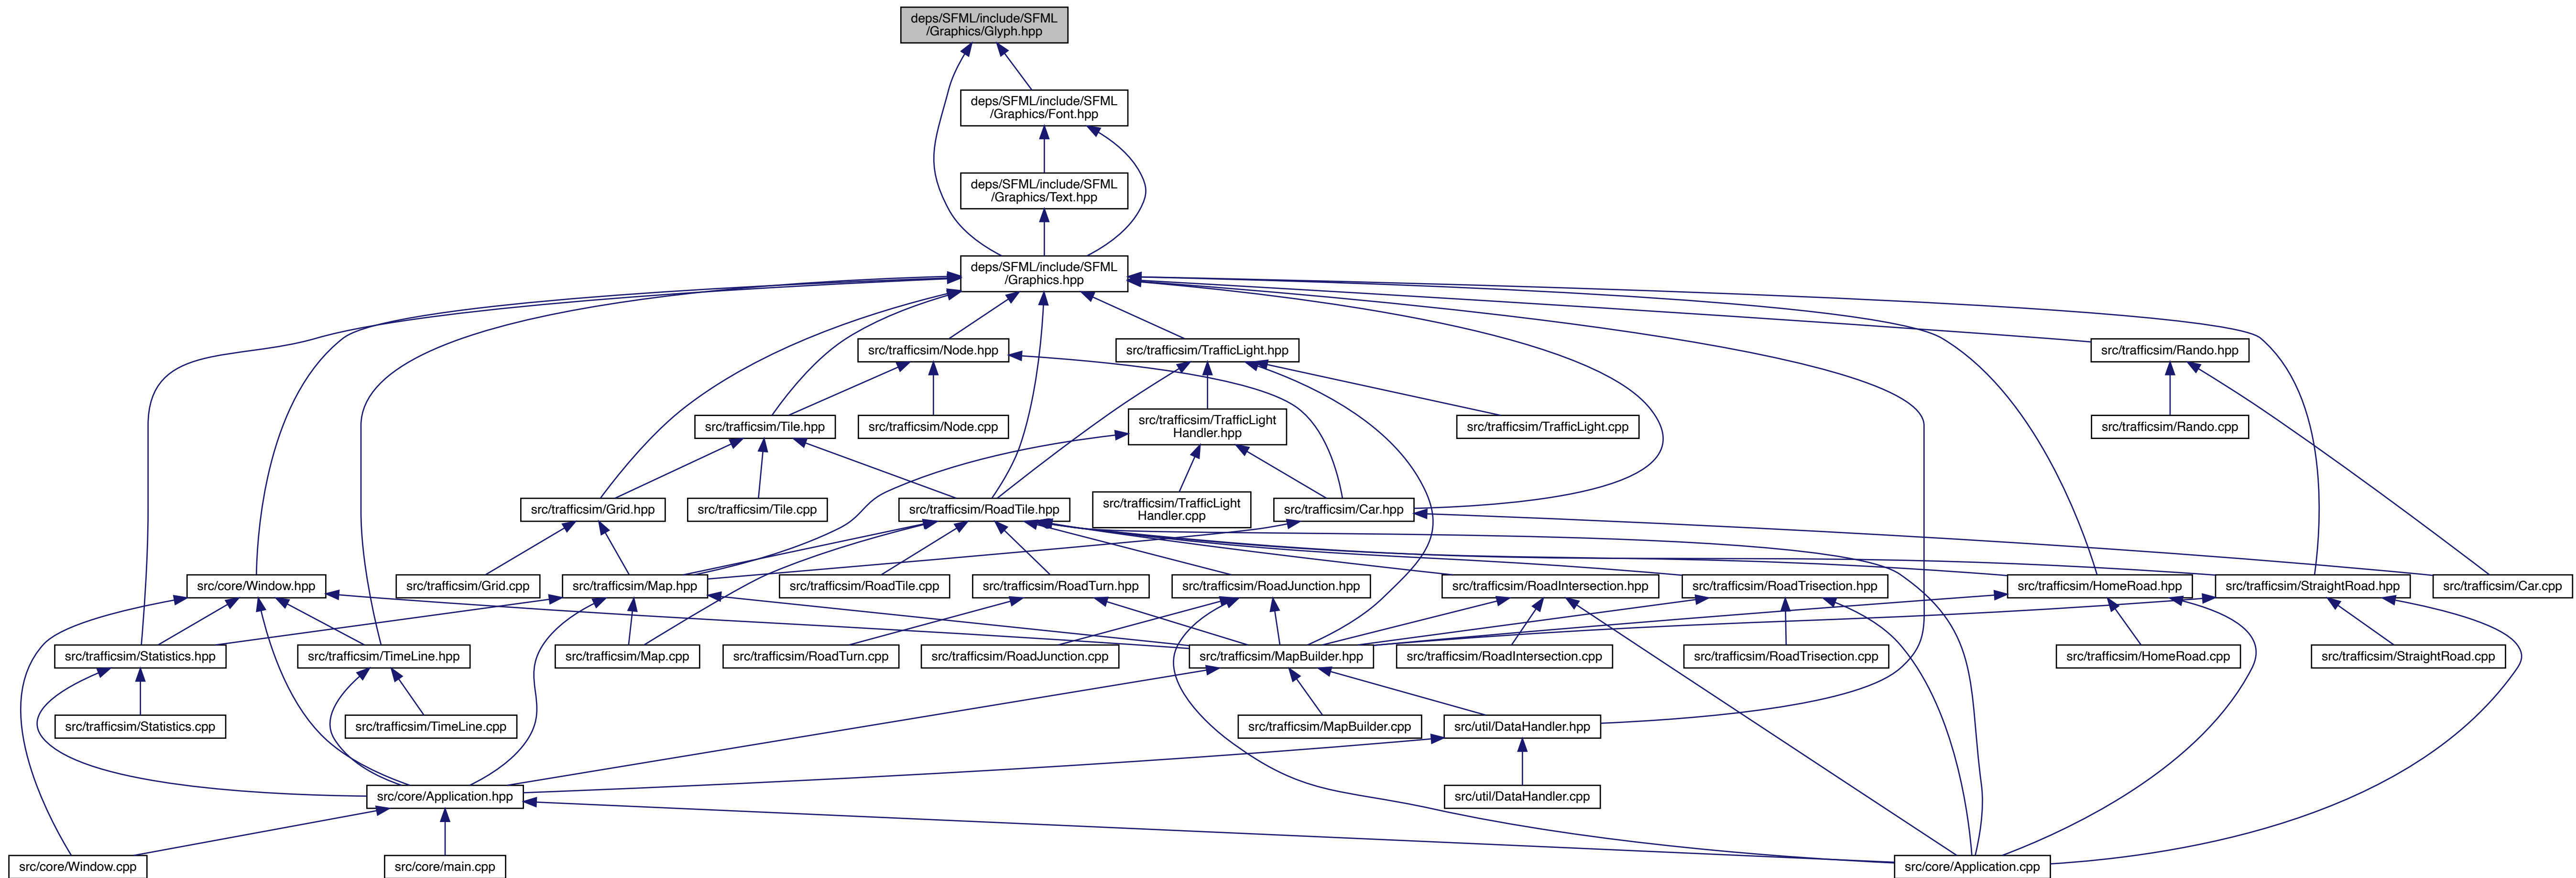 deps/SFML/include/SFML
/Graphics/Glyph.hpp
deps/SFML/include/SFML
/Graphics/Font.hpp
deps/SFML/include/SFML
/Graphics/Text.hpp
deps/SFML/include/SFML
/Graphics.hpp
src/trafficsim/Node.hpp
src/trafficsim/TrafficLight.hpp
src/trafficsim/Rando.hpp
src/trafficsim/Tile.hpp
src/trafficsim/Node.cpp
src/trafficsim/TrafficLight
Handler.hpp
src/trafficsim/TrafficLight.cpp
src/trafficsim/Rando.cpp
src/trafficsim/Grid.hpp
src/trafficsim/Tile.cpp
src/trafficsim/RoadTile.hpp
src/trafficsim/TrafficLight
Handler.cpp
src/trafficsim/Car.hpp
src/core/Window.hpp
src/trafficsim/Grid.cpp
src/trafficsim/Map.hpp
src/trafficsim/RoadTile.cpp
src/trafficsim/RoadTurn.hpp
src/trafficsim/RoadJunction.hpp
src/trafficsim/RoadIntersection.hpp
src/trafficsim/RoadTrisection.hpp
src/trafficsim/HomeRoad.hpp
src/trafficsim/StraightRoad.hpp
src/trafficsim/Car.cpp
src/trafficsim/Statistics.hpp
src/trafficsim/TimeLine.hpp
src/trafficsim/Map.cpp
src/trafficsim/RoadTurn.cpp
src/trafficsim/RoadJunction.cpp
src/trafficsim/MapBuilder.hpp
src/trafficsim/RoadIntersection.cpp
src/trafficsim/RoadTrisection.cpp
src/trafficsim/HomeRoad.cpp
src/trafficsim/StraightRoad.cpp
src/trafficsim/Statistics.cpp
src/trafficsim/TimeLine.cpp
src/trafficsim/MapBuilder.cpp
src/util/DataHandler.hpp
src/core/Application.hpp
src/util/DataHandler.cpp
src/core/Window.cpp
src/core/main.cpp
src/core/Application.cpp